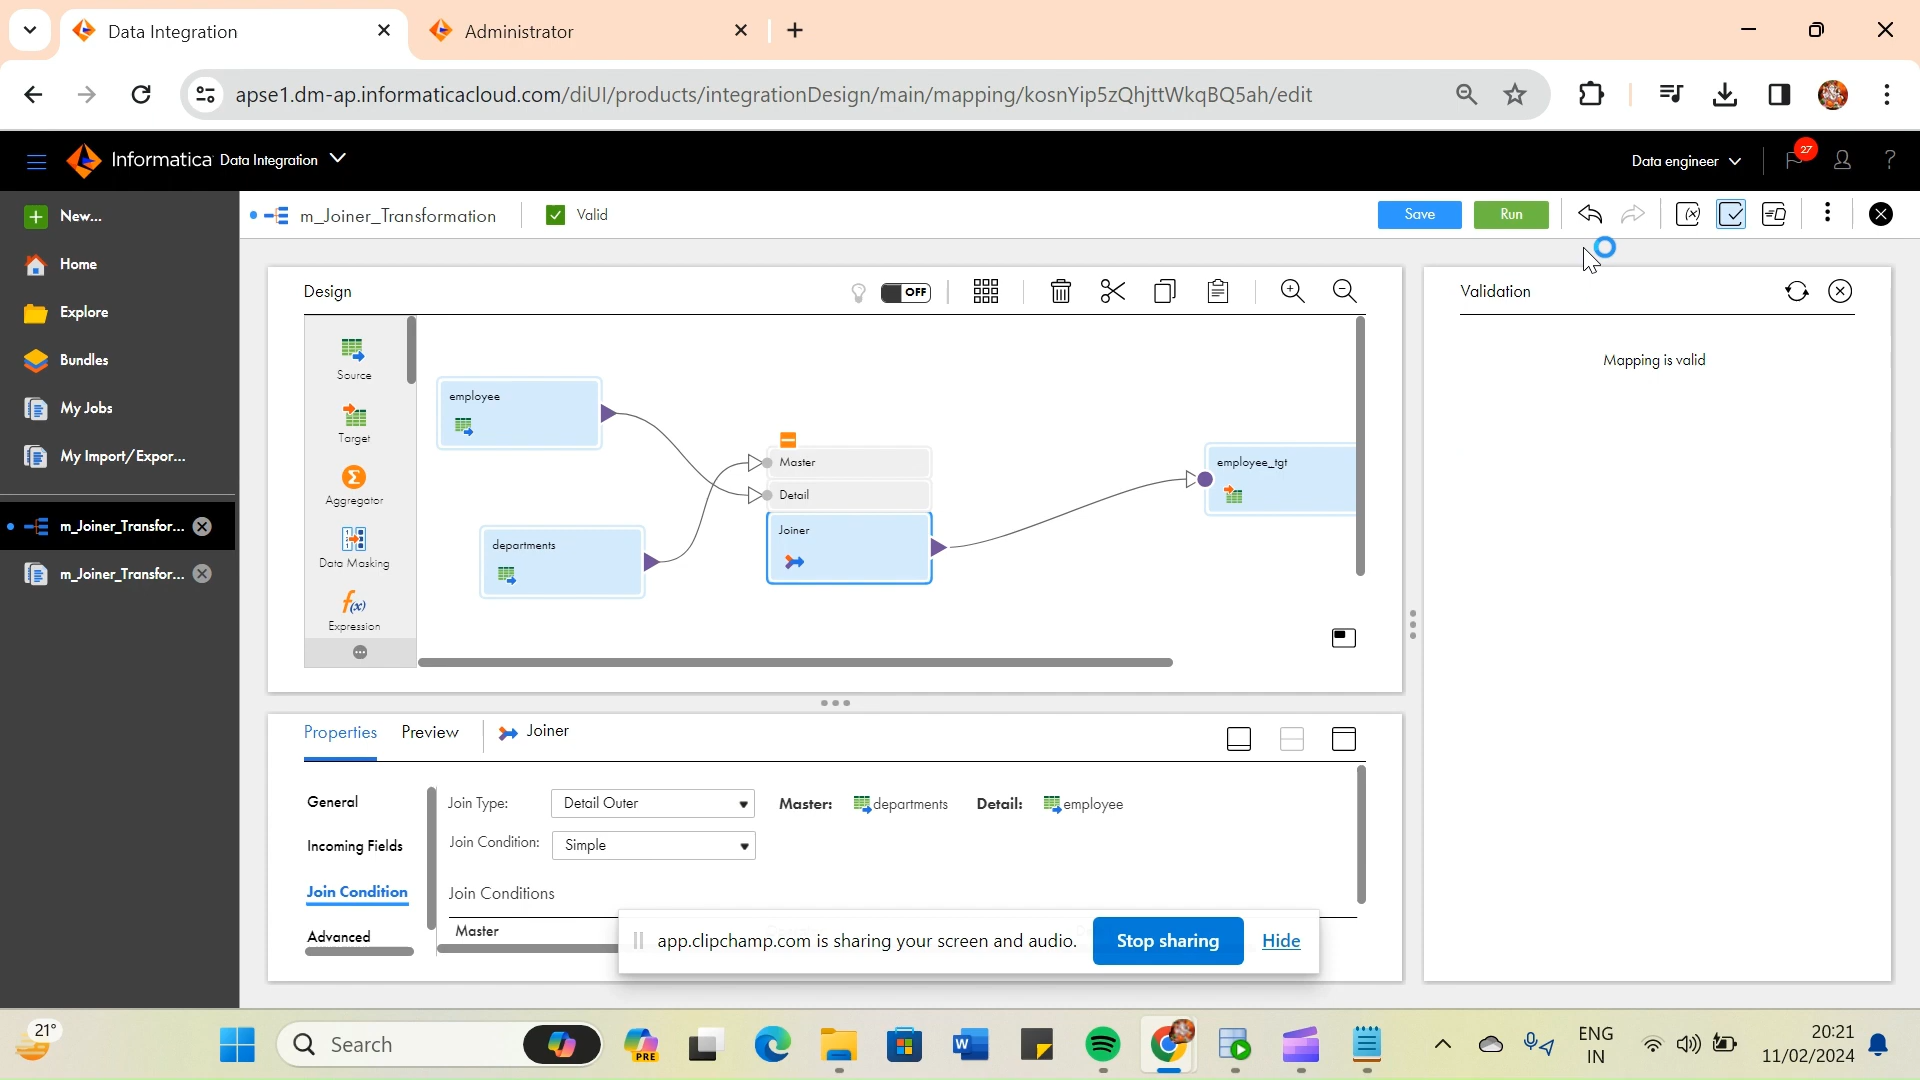 Data Integration
Administrator
apse1.dm-ap.informaticacloud.com/diUI/products/integrationDesign/main/mapping/kosnYip5zQhjttWkqBQ5ah/edit
Informatica Data Integration
Data engineer
27
?
New...
m_Joiner_Transformation
Valid
Save
Run
Home
Explore
Bundles
My Jobs
My Import/Expor...
m_Joiner_Transfor...
m_Joiner_Transfor...
Design
OFF
Source
Target
Aggregator
Data Masking
Expression
employee
departments
Master
Detail
Joiner
employee_tgt
Validation
Mapping is valid
Properties
Preview
Joiner
General
Incoming Fields
Join Condition
Advanced
Join Type:
Detail Outer
Master:
departments
Detail:
employee
Join Condition:
Simple
Join Conditions
Master
app.clipchamp.com is sharing your screen and audio.
Stop sharing
Hide
21°
Search
PRE
ENG
IN
20:21
11/02/2024